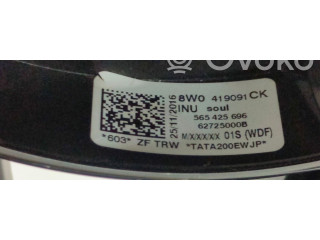 Ovoko
25/11/2016
8W0 419091 CK
INU soul
565 425 696
62725000B
MXXXXX 01S (WDF)
*603* ZF TRW *TATA200EWJP*